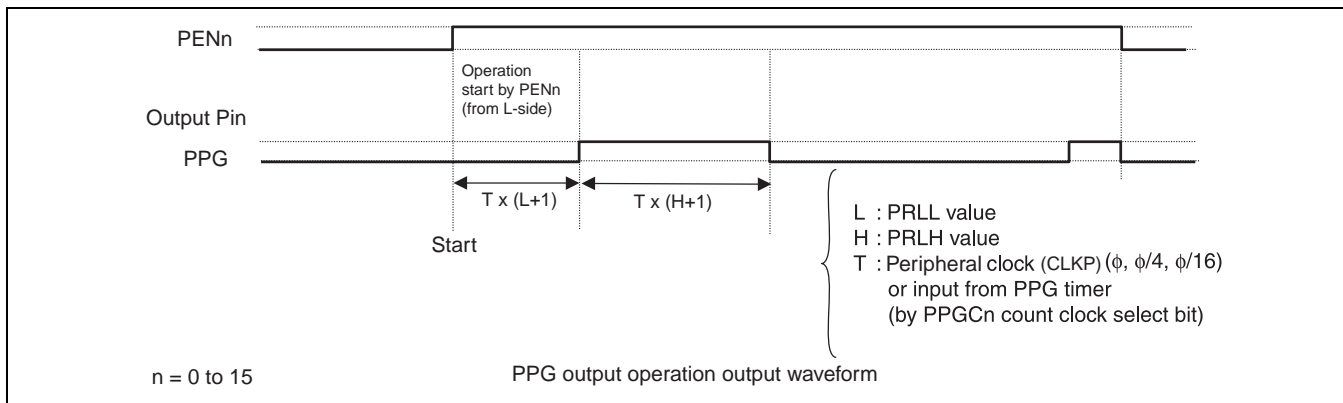 PENn
Operation
start by PENn
(from L-side)
Output Pin
PPG
T x (L+1)
T x (H+1)
Start
L : PRLL value
H : PRLH value
T : Peripheral clock (CLKP) (ϕ, ϕ/4, ϕ/16)
or input from PPG timer
(by PPGCn count clock select bit)
n = 0 to 15
PPG output operation output waveform